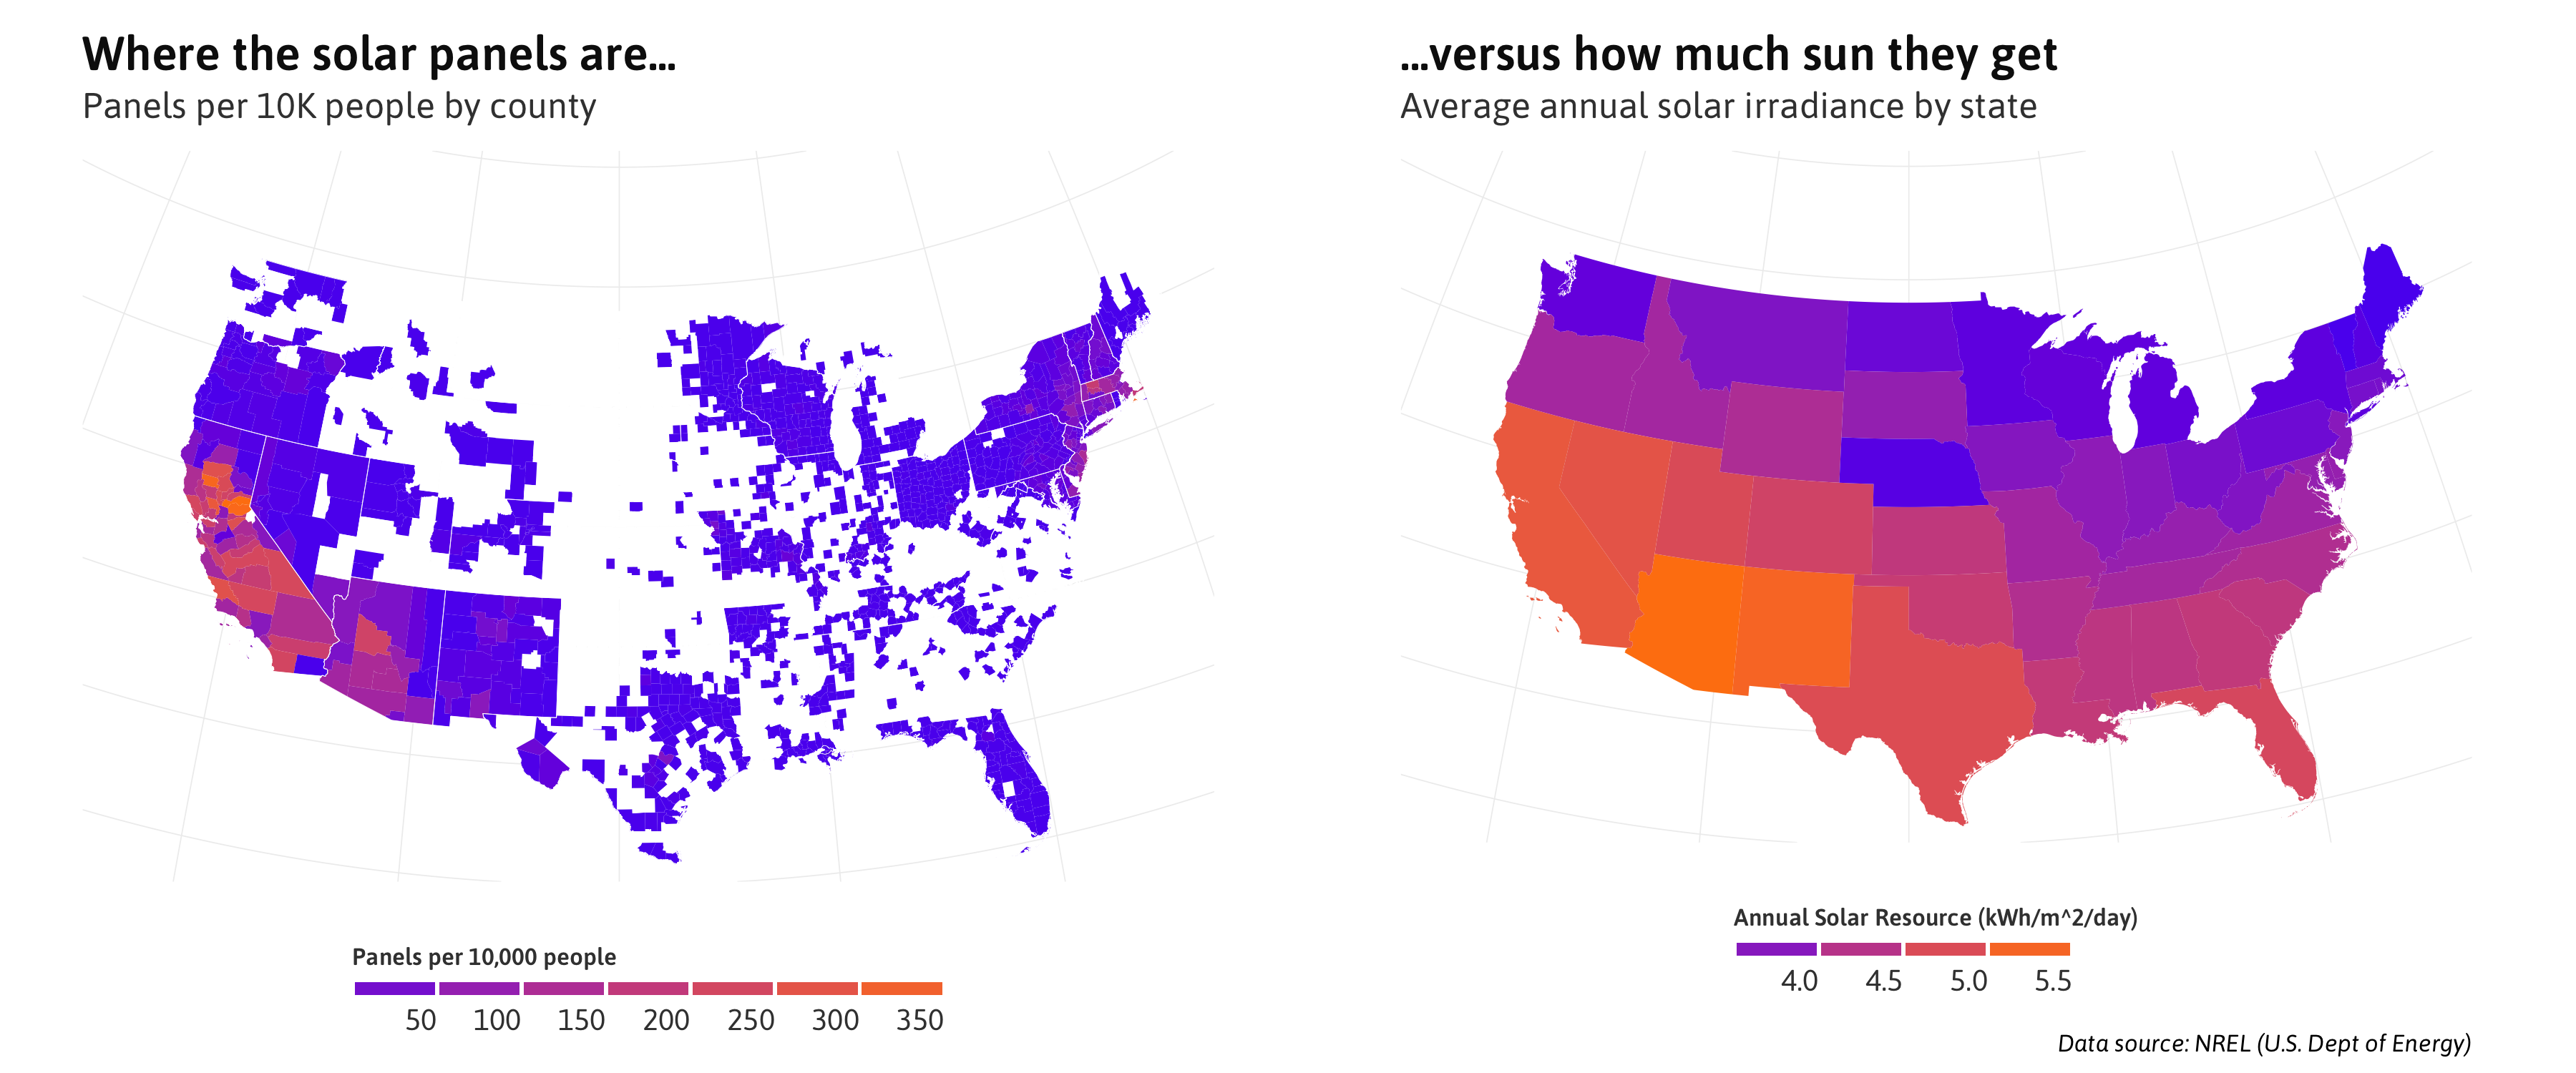 Where the solar panels are...
Panels per 10K people by county
...versus how much sun they get
Average annual solar irradiance by state
Panels per 10,000 people
50 100 150 200 250 300 350
Annual Solar Resource (kWh/m^2/day)
4.0 4.5 5.0 5.5
Data source: NREL (U.S. Dept of Energy)